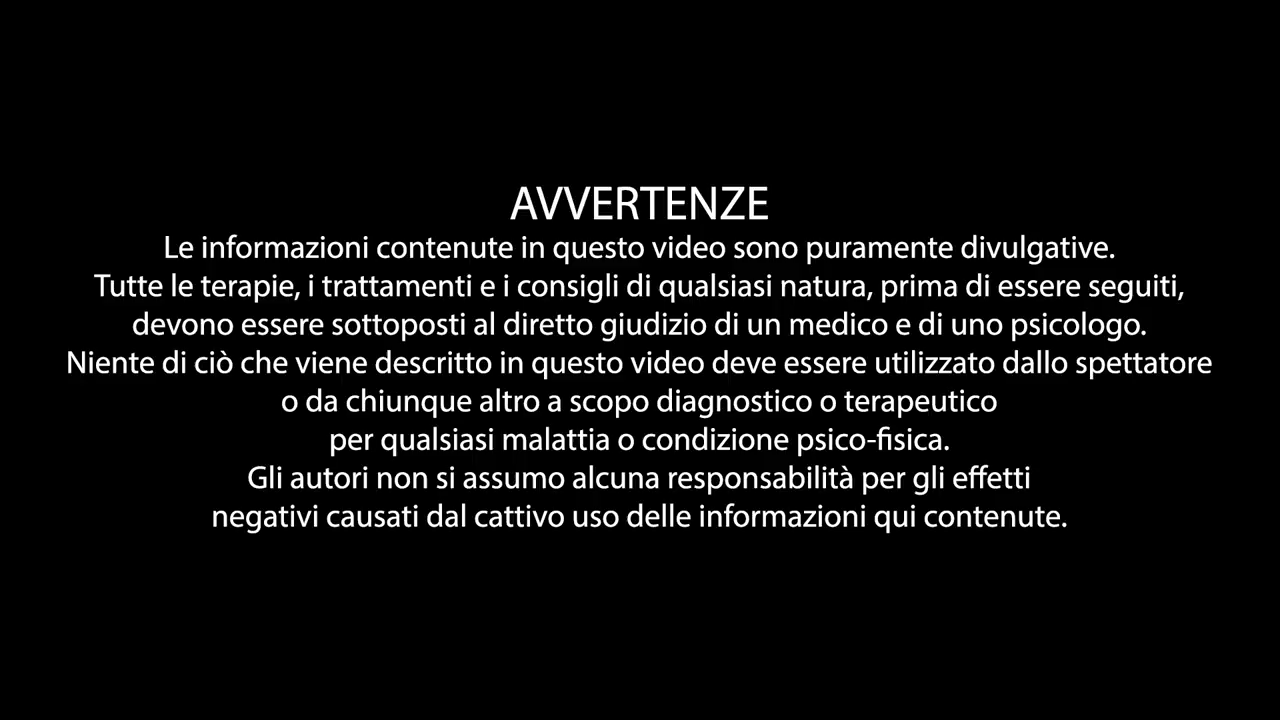 AVVERTENZE
Le informazioni contenute in questo video sono puramente divulgative.
Tutte le terapie, i trattamenti e i consigli di qualsiasi natura, prima di essere seguiti,
devono essere sottoposti al diretto giudizio di un medico e di uno psicologo.
Niente di ciò che viene descritto in questo video deve essere utilizzato dallo spettatore
o da chiunque altro a scopo diagnostico o terapeutico
per qualsiasi malattia o condizione psico-fisica.
Gli autori non si assumo alcuna responsabilità per gli effetti
negativi causati dal cattivo uso delle informazioni qui contenute.